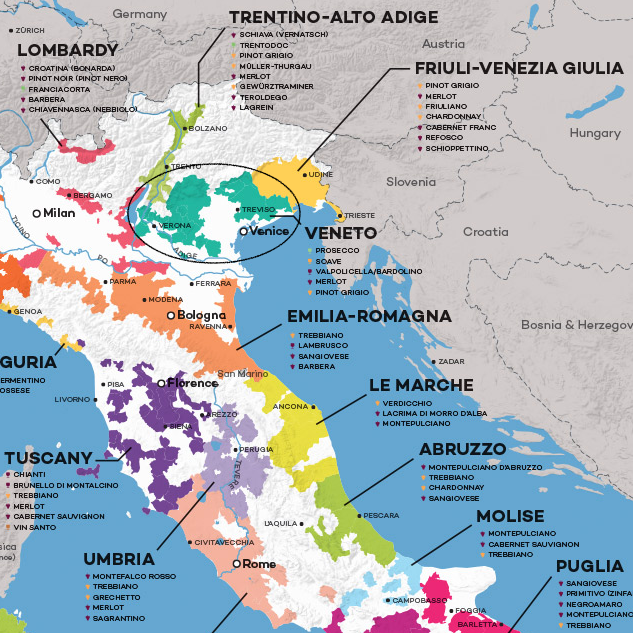 Germany
TRENTINO-ALTO ADIGE
ZÜRICH
SCHIAVA (VERNATSCH)
TRENTODOC
PINOT GRIGIO
MÜLLER-THURGAU
MERLOT
GEWÜRZTRAMINER
TEROLDEGO
LAGREIN
Austria
LOMBARDY
CROATINA (BONARDA)
PINOT NOIR (PINOT NERO)
FRANCIACORTA
BARBERA
CHIAVENNASCA (NEBBIOLO)
FRIULI-VENEZIA GIULIA
PINOT GRIGIO
MERLOT
FRIULIANO
CHARDONNAY
CABERNET FRANC
REFOSCO
SCHIOPPETTINO
Hungary
BOLZANO
TRENTO
UDINE
Slovenia
COMO
BERGAMO
Milan
TREVISO
TRIESTE
TICINO
VERONA
Venice
Croatia
VENETO
PROSECCO
SOAVE
VALPOLICELLA/BARDOLINO
MERLOT
PINOT GRIGIO
ADIGE
PO
PARMA
FERRARA
MODENA
GENOA
Bologna
RAVENNA
EMILIA-ROMAGNA
TREBBIANO
LAMBRUSCO
SANGIOVESE
BARBERA
Bosnia & Herzegov
GURIA
ERMENTINO
OSSESE
ZADAR
San Marino
PISA
Florence
LIVORNO
AREZZO
SIENA
ANCONA
LE MARCHE
VERDICCHIO
LACRIMA DI MORRO D'ALBA
MONTEPULCIANO
PERUGIA
TEVERE
TUSCANY
CHIANTI
BRUNELLO DI MONTALCINO
TREBBIANO
MERLOT
CABERNET SAUVIGNON
VIN SANTO
ABRUZZO
MONTEPULCIANO D'ABRUZZO
TREBBIANO
CHARDONNAY
SANGIOVESE
PESCARA
L'AQUILA
MOLISE
MONTEPULCIANO
CABERNET SAUVIGNON
TREBBIANO
sica
nce)
CIVITAVECCHIA
UMBRIA
MONTEFALCO ROSSO
TREBBIANO
GRECHETTO
MERLOT
SAGRANTINO
Rome
CAMPOBASSO
FOGGIA
BARLETTA
PUGLIA
SANGIOVESE
PRIMITIVO (ZINFA
NEGROAMARO
MONTEPULCIANO
TREBBIANO